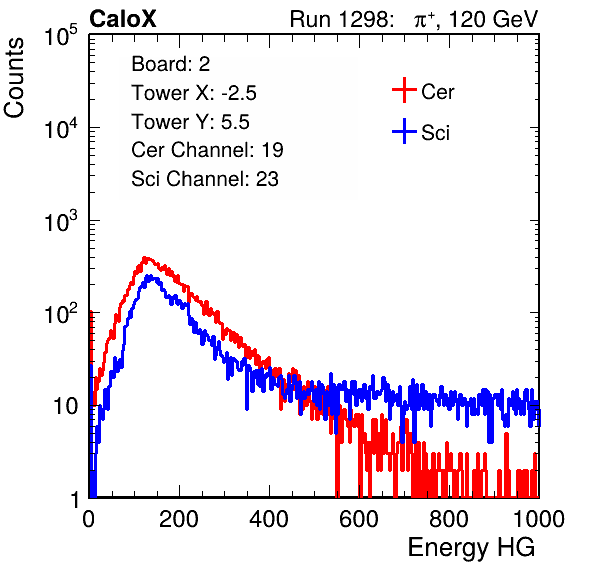 CaloX Run 1298: π⁺, 120 GeV
Counts
10⁵
10⁴
10³
10²
10
1
Board: 2
Tower X: -2.5
Tower Y: 5.5
Cer Channel: 19
Sci Channel: 23
Cer
Sci
0 200 400 600 800 1000
Energy HG